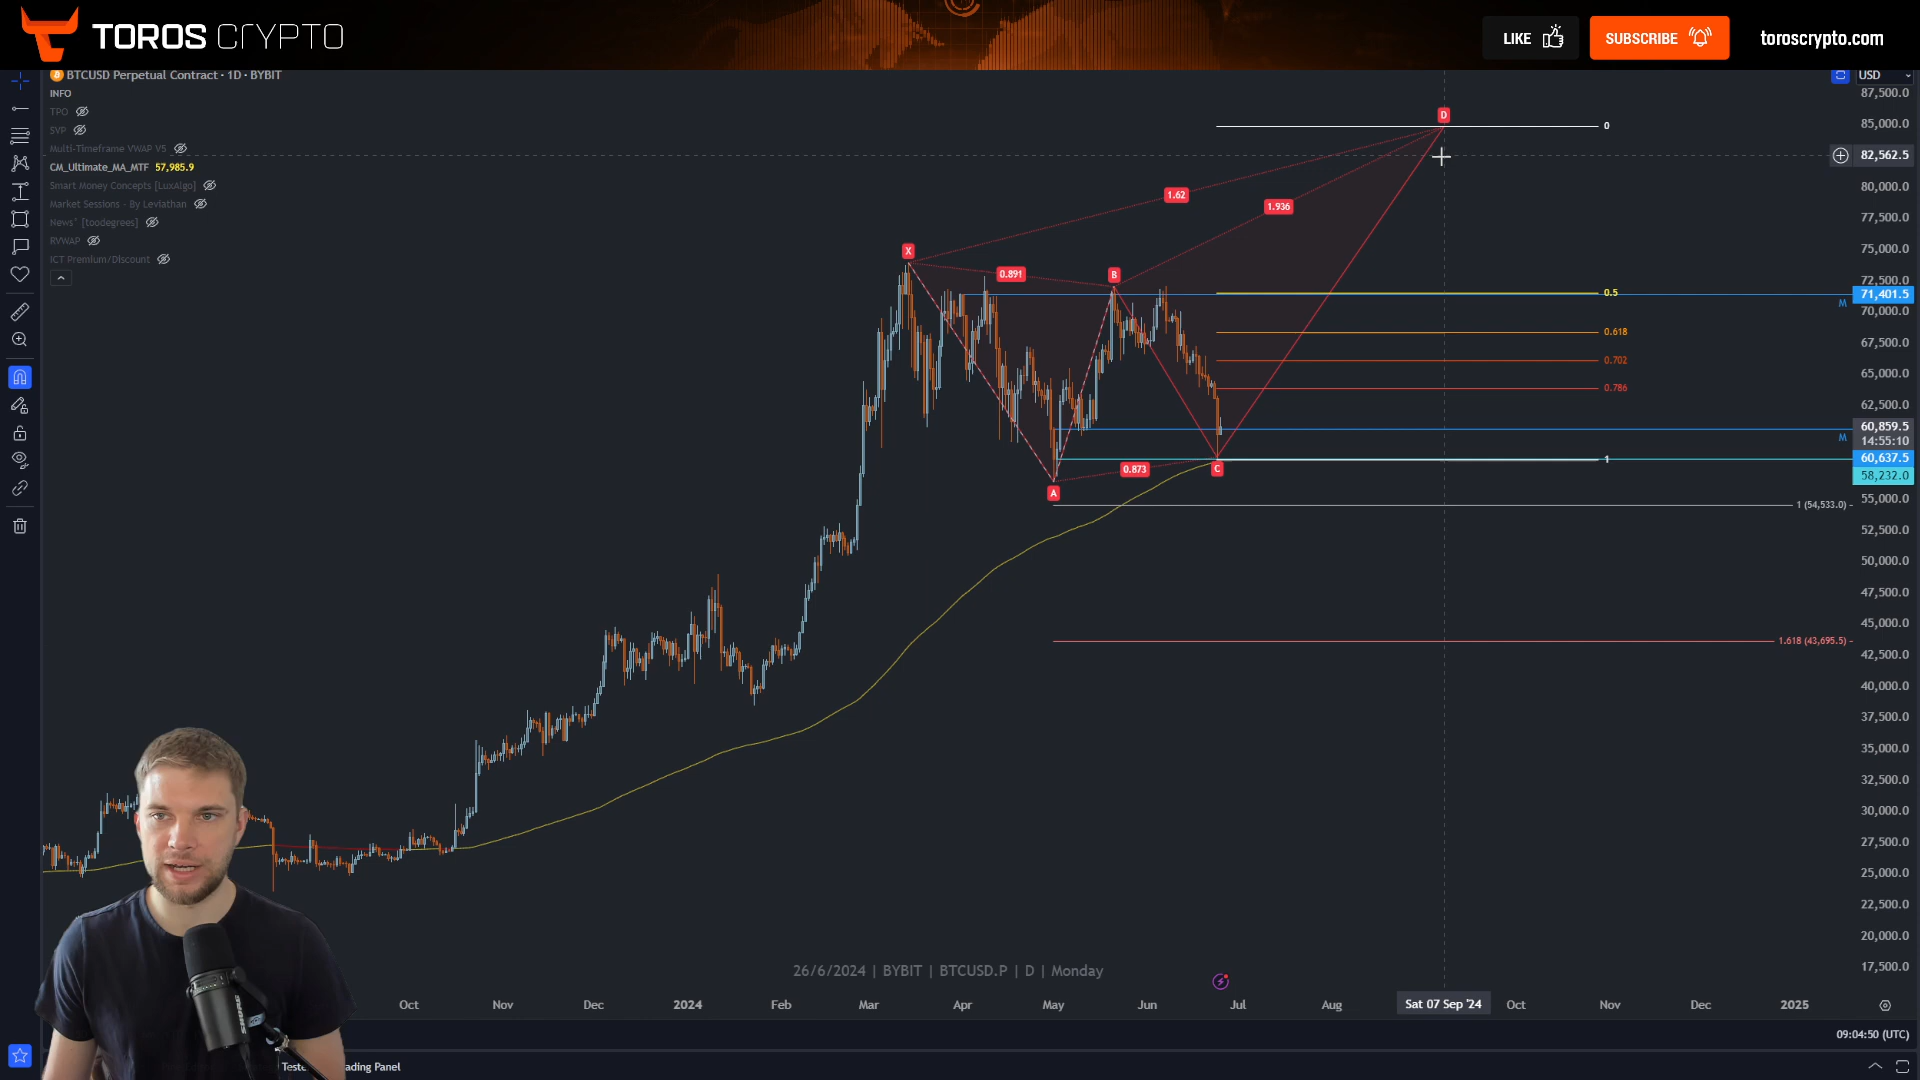 TOROS CRYPTO
LIKE
SUBSCRIBE
toroscrypto.com
BTCUSD Perpetual Contract · 1D · BYBIT
USD
INFO
TPO
SVP
Multi-Timeframe VWAP V5
CM_Ultimate_MA_MTF 57,985.9
Smart Money Concepts [LuxAlgo]
Market Sessions - By Leviathan
News' [toodegrees]
RVWAP
ICT Premium/Discount
87,500.0
85,000.0
82,562.5
80,000.0
77,500.0
75,000.0
72,500.0
71,401.5
70,000.0
67,500.0
65,000.0
62,500.0
60,859.5
14:55:10
60,637.5
58,232.0
55,000.0
52,500.0
50,000.0
47,500.0
45,000.0
42,500.0
40,000.0
37,500.0
35,000.0
32,500.0
30,000.0
27,500.0
25,000.0
22,500.0
20,000.0
17,500.0
D
0
1.62
1.936
X
0.891
B
0.5
M
0.618
0.702
0.786
M
1
0.873
C
A
1 (54,533.0)
1.618 (43,695.5)
26/6/2024 | BYBIT | BTCUSD.P | D | Monday
Oct
Nov
Dec
2024
Feb
Mar
Apr
May
Jun
Jul
Aug
Sat 07 Sep '24
Oct
Nov
Dec
2025
09:04:50 (UTC)
Teste
ading Panel